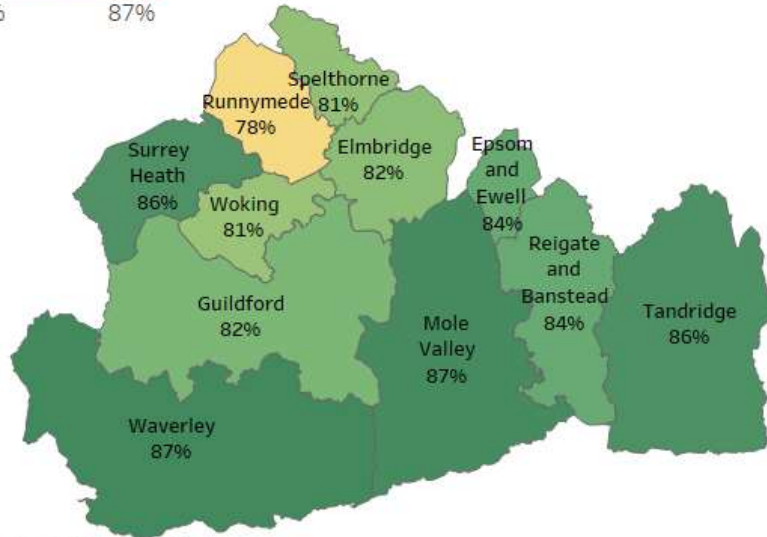 %
87%
Spelthorne
81%
Runnymede
78%
Elmbridge
82%
Epsom
and
Ewell
84%
Surrey
Heath
86%
Woking
81%
Reigate
and
Banstead
84%
Guildford
82%
Mole
Valley
87%
Tandridge
86%
Waverley
87%